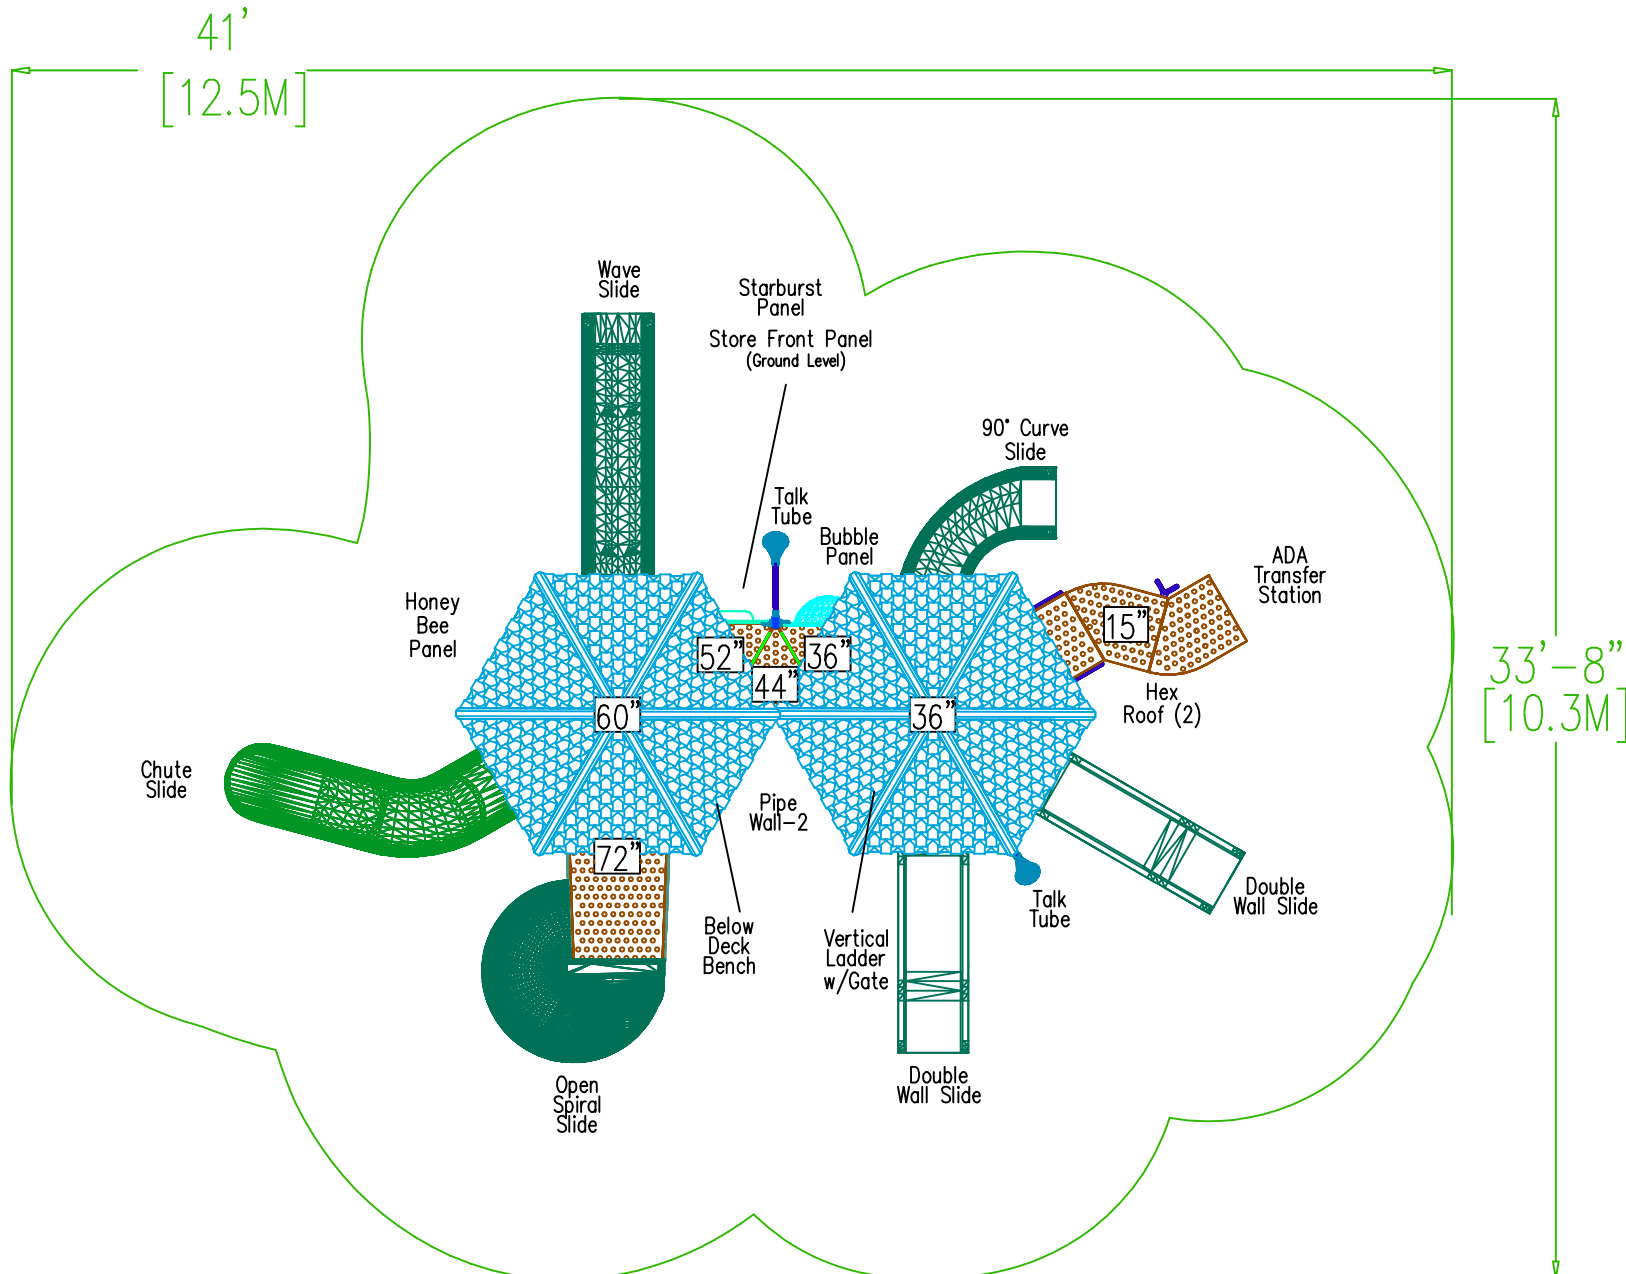 41’
[12.5M]
Wave
Slide
Starburst
Panel
Store Front Panel
(Ground Level)
90° Curve
Slide
Talk
Tube
Bubble
Panel
ADA
Transfer
Station
Honey
Bee
Panel
15”
52”
36”
44”
33’-8”
[10.3M]
Hex
Roof (2)
60”
36”
Chute
Slide
Pipe
Wall-2
72”
Double
Wall Slide
Talk
Tube
Below
Deck
Bench
Vertical
Ladder
w/Gate
Double
Wall Slide
Open
Spiral
Slide